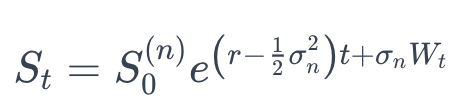 $S_t = S_0^{(n)} e^{\left(r - \frac{1}{2}\sigma_n^2\right)t + \sigma_n W_t}$